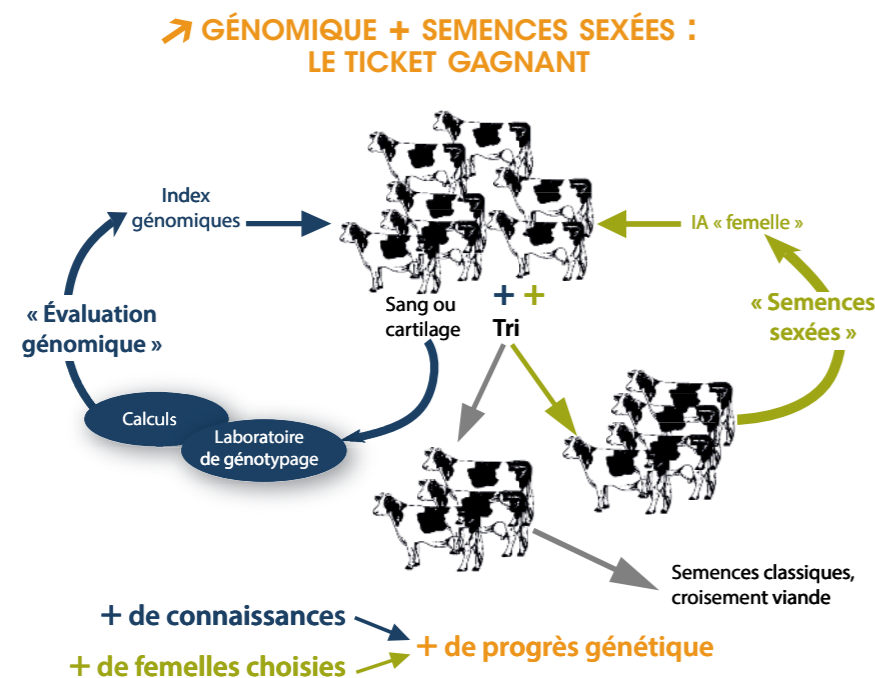 GÉNOMIQUE + SEMENCES SEXÉES :
LE TICKET GAGNANT
Index
génomiques
IA « femelle »
« Évaluation
génomique »
Sang ou
cartilage
+ +
Tri
« Semences
sexées »
Calculs
Laboratoire
de génotypage
Semences classiques,
croisement viande
+ de connaissances
+ de femelles choisies
+ de progrès génétique